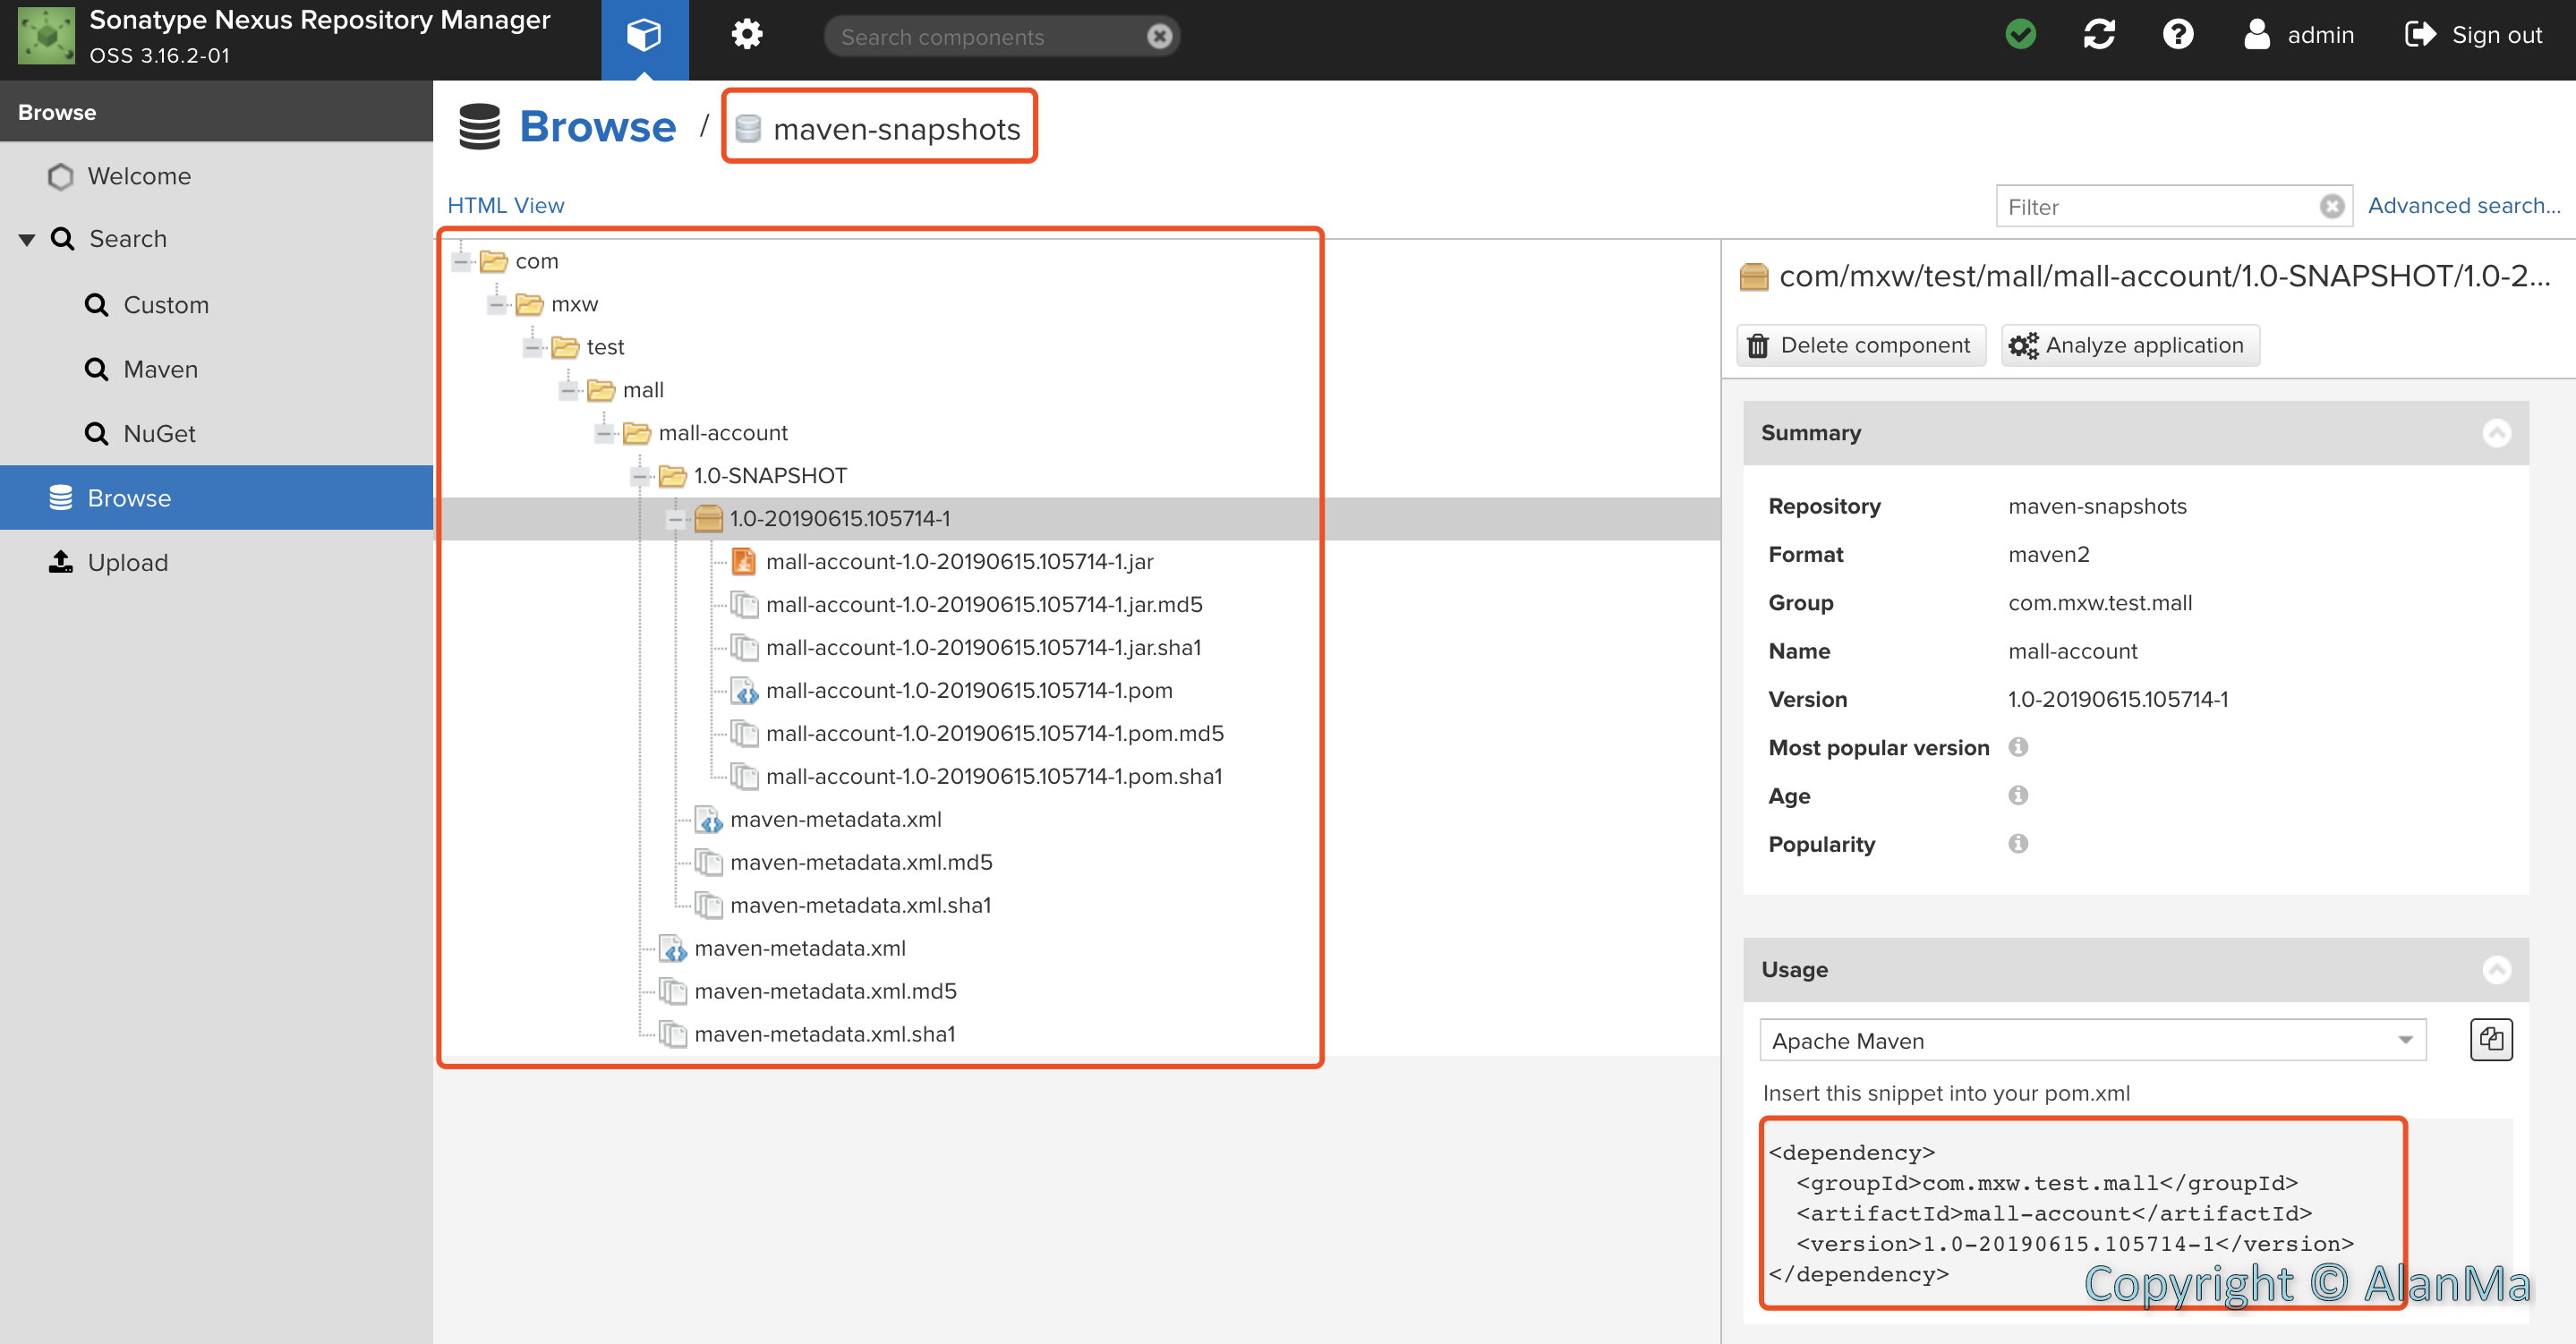 Sonatype Nexus Repository Manager
OSS 3.16.2-01
Search components
admin
Sign out
Browse
Welcome
Search
Custom
Maven
NuGet
Browse
Upload
Browse / maven-snapshots
HTML View
Filter
Advanced search...
com
mxw
test
mall
mall-account
1.0-SNAPSHOT
1.0-20190615.105714-1
mall-account-1.0-20190615.105714-1.jar
mall-account-1.0-20190615.105714-1.jar.md5
mall-account-1.0-20190615.105714-1.jar.sha1
mall-account-1.0-20190615.105714-1.pom
mall-account-1.0-20190615.105714-1.pom.md5
mall-account-1.0-20190615.105714-1.pom.sha1
maven-metadata.xml
maven-metadata.xml.md5
maven-metadata.xml.sha1
maven-metadata.xml
maven-metadata.xml.md5
maven-metadata.xml.sha1
com/mxw/test/mall/mall-account/1.0-SNAPSHOT/1.0-2...
Delete component
Analyze application
Summary
Repository maven-snapshots
Format maven2
Group com.mxw.test.mall
Name mall-account
Version 1.0-20190615.105714-1
Most popular version
Age
Popularity
Usage
Apache Maven
Insert this snippet into your pom.xml
<dependency>
  <groupId>com.mxw.test.mall</groupId>
  <artifactId>mall-account</artifactId>
  <version>1.0-20190615.105714-1</version>
</dependency>
Copyright © AlanMa